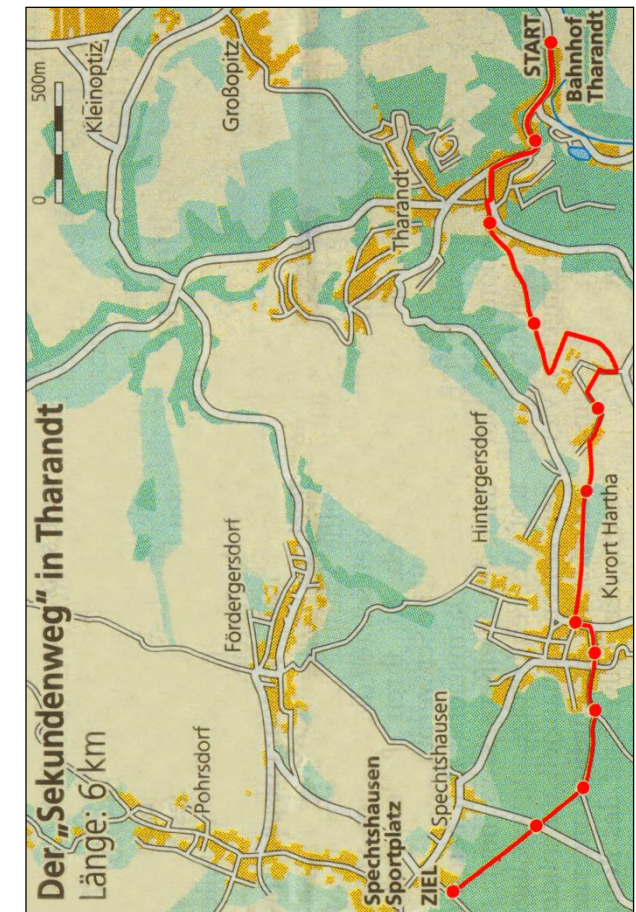 Der „Sekundenweg“ in Tharandt
Länge: 6 km
0
500m
Kleinoptiz
Großopitz
Pohrsdorf
Fördergersdorf
Tharandt
Hintergersdorf
Spechtshausen
Sportplatz
ZIEL
Spechtshausen
Kurort Hartha
START
Bahnhof
Tharandt